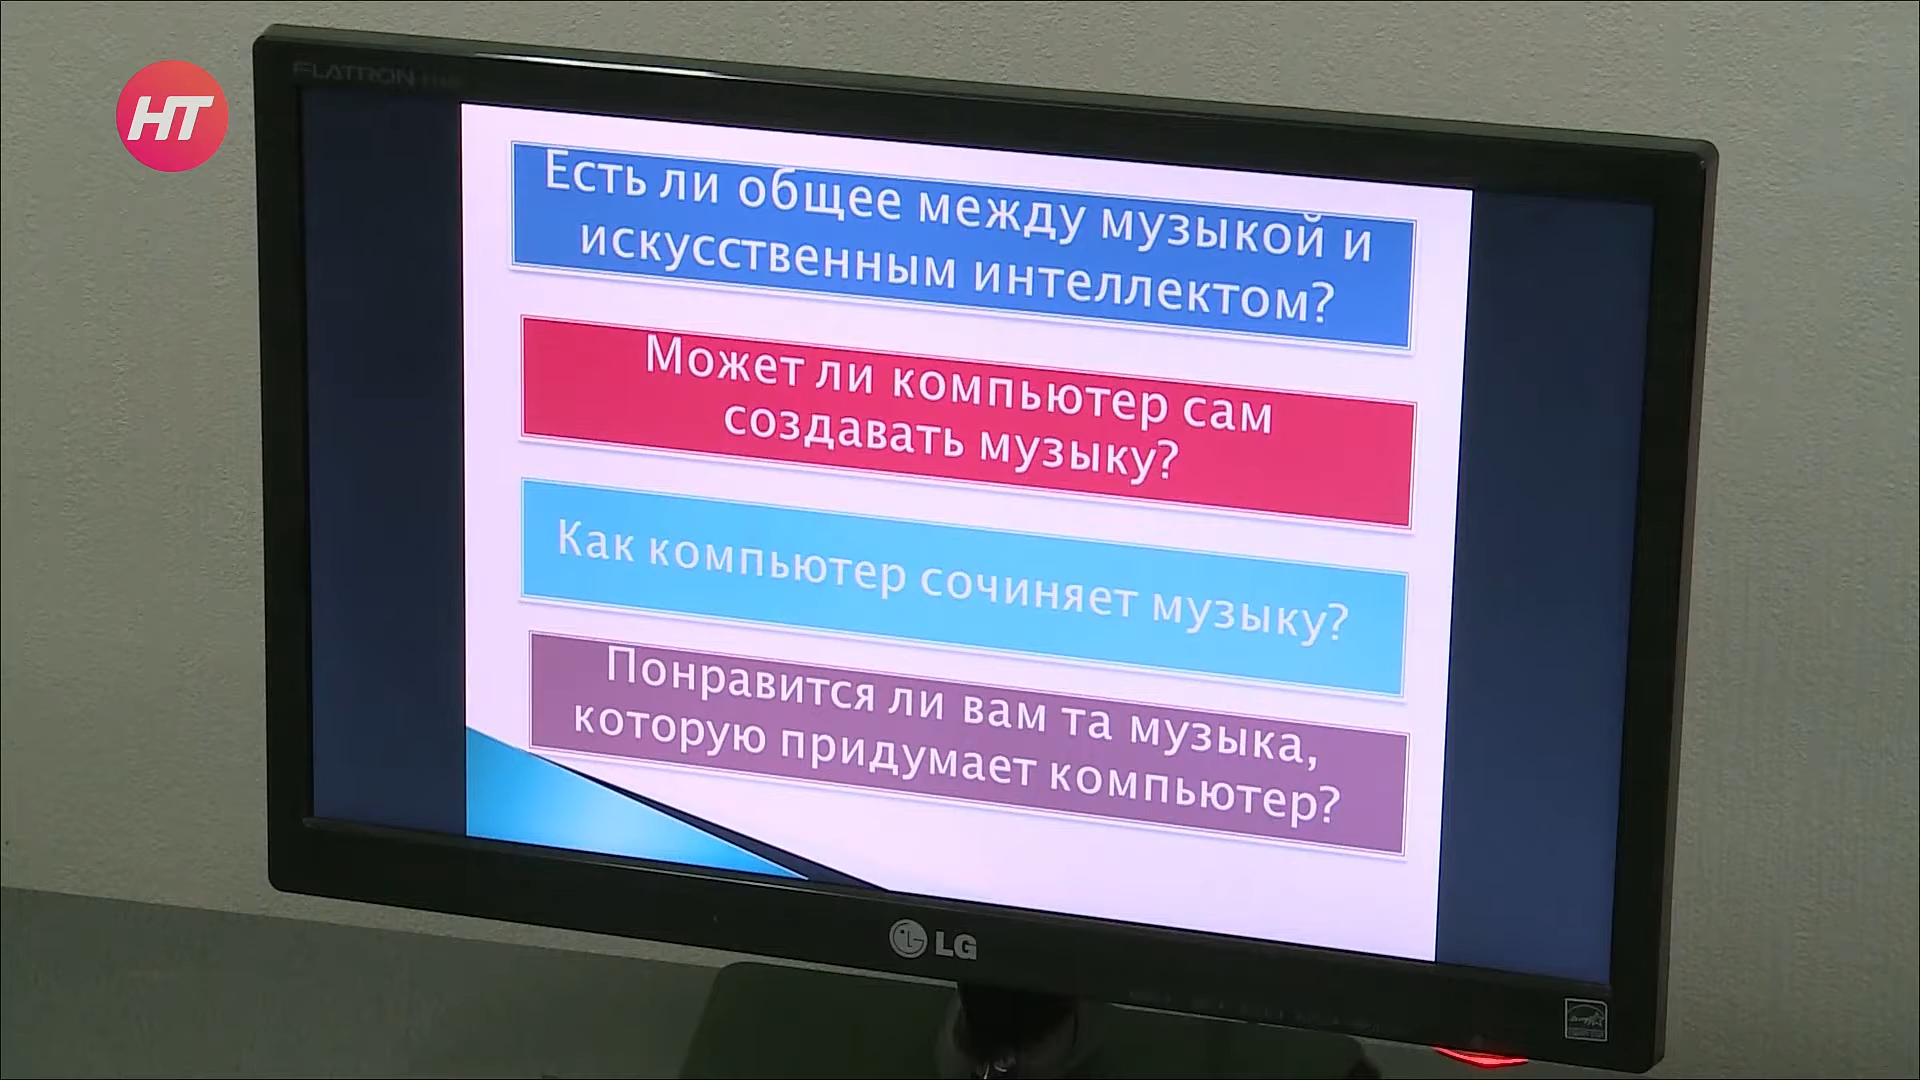 НТ
FLATRON
Есть ли общее между музыкой и
искусственным интеллектом?
Может ли компьютер сам
создавать музыку?
Как компьютер сочиняет музыку?
Понравится ли вам та музыка,
которую придумает компьютер?
LG